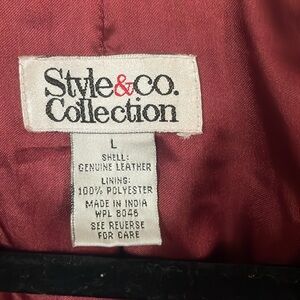 Style&co.
Collection
L
SHELL:
GENUINE LEATHER
LINING:
100% POLYESTER
MADE IN INDIA
WPL 8046
SEE REVERSE
FOR CARE